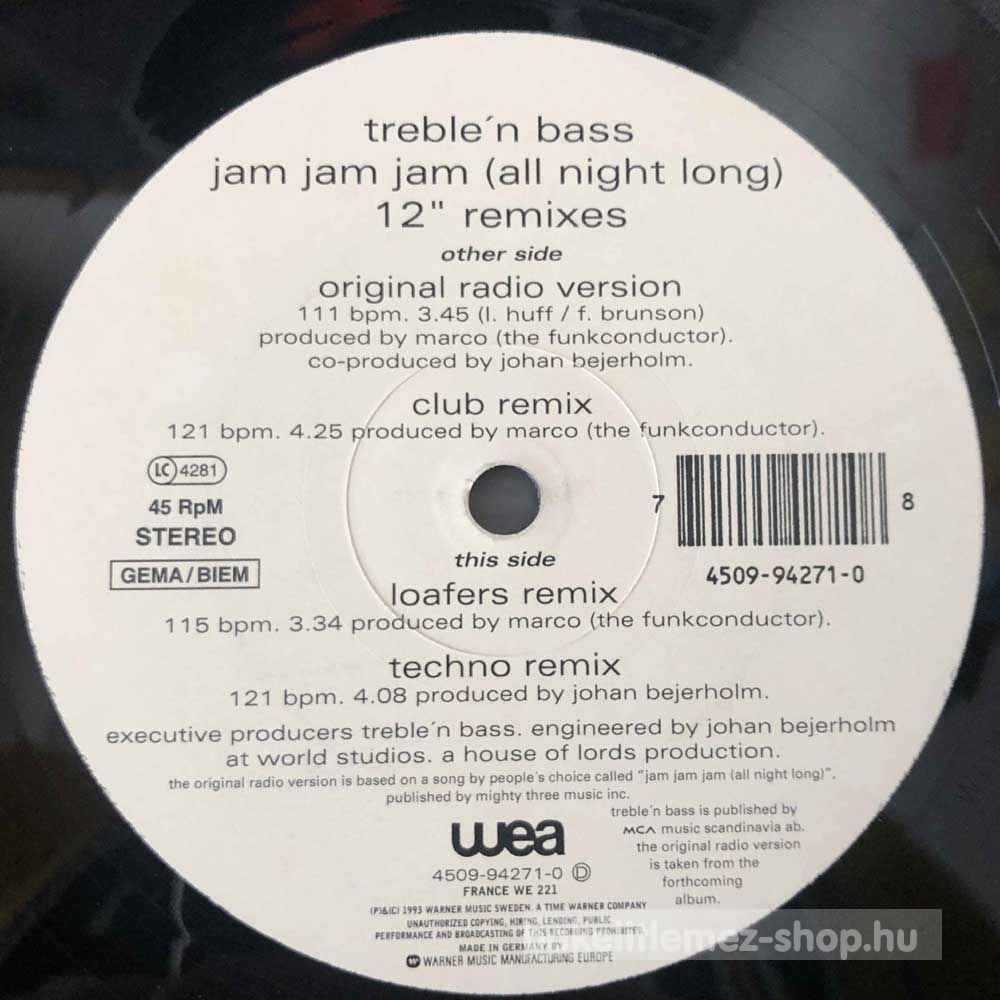 treble´n bass
jam jam jam (all night long)
12" remixes
other side
original radio version
111 bpm. 3.45 (l. huff / f. brunson)
produced by marco (the funkconductor).
co-produced by johan bejerholm.
club remix
121 bpm. 4.25 produced by marco (the funkconductor).
LC 4281
45 RpM
STEREO
GEMA/BIEM
7 8
4509-94271-0
this side
loafers remix
115 bpm. 3.34 produced by marco (the funkconductor).
techno remix
121 bpm. 4.08 produced by johan bejerholm.
executive producers treble´n bass. engineered by johan bejerholm
at world studios. a house of lords production.
the original radio version is based on a song by people´s choice called "jam jam jam (all night long)".
published by mighty three music inc.
treble´n bass is published by
MCA music scandinavia ab.
the original radio version
is taken from the
forthcoming
album.
wea
4509-94271-0 D
FRANCE WE 221
(P)&(C) 1993 WARNER MUSIC SWEDEN. A TIME WARNER COMPANY
UNAUTHORIZED COPYING, HIRING, LENDING, PUBLIC
PERFORMANCE AND BROADCASTING OF THIS RECORDING PROHIBITED.
MADE IN GERMANY BY
WARNER MUSIC MANUFACTURING EUROPE
lemez-shop.hu